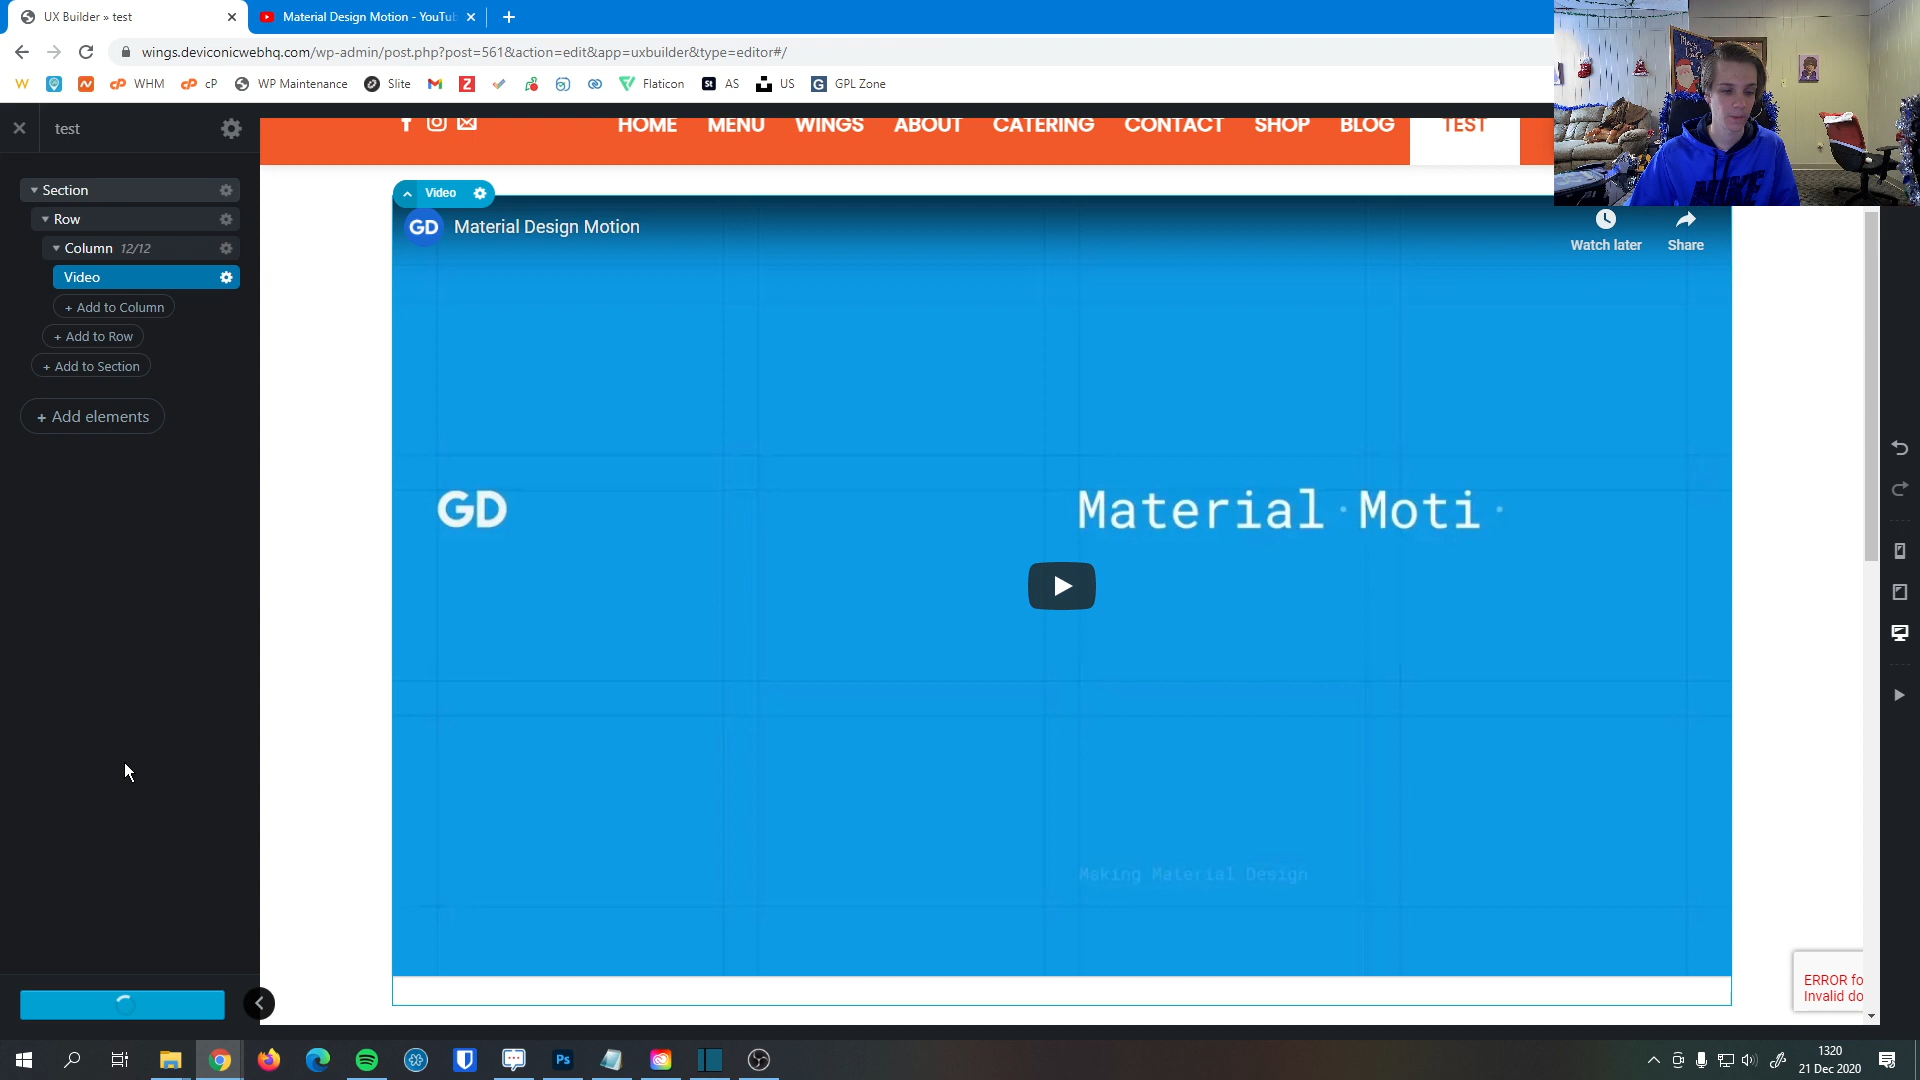 UX Builder » test
Material Design Motion - YouTub
wings.deviconicwebhq.com/wp-admin/post.php?post=561&action=edit&app=uxbuilder&type=editor#/
WHM
cP
WP Maintenance
Slite
Flaticon
AS
US
GPL Zone
test
HOME
MENU
WINGS
ABOUT
CATERING
CONTACT
SHOP
BLOG
TEST
Section
Row
Column 12/12
Video
+ Add to Column
+ Add to Row
+ Add to Section
+ Add elements
Video
GD
Material Design Motion
Watch later
Share
GD
Material · Moti ·
Making Material Design
ERROR fo
Invalid do
1320
21 Dec 2020